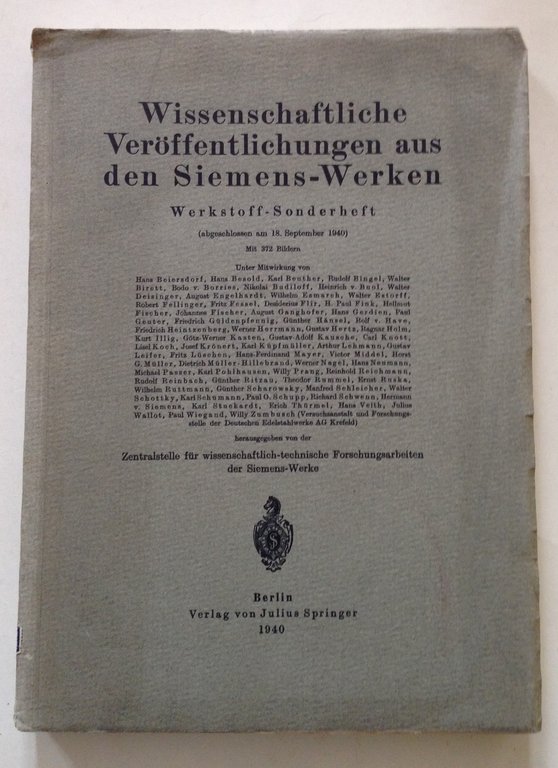 Wissenschaftliche
Veröffentlichungen aus
den Siemens-Werken
Werkstoff-Sonderheft
(abgeschlossen am 18. September 1940)
Mit 372 Bildern
Unter Mitwirkung von
Hans Beiersdorf, Hans Besold, Karl Benther, Rudolf Bingel, Walter
Birett, Bodo v. Borries, Nikolai Budiloff, Heinrich v. Buol, Walter
Deisinger, August Engelhardt, Wilhelm Esmarch, Walter Estorff,
Robert Fellinger, Fritz Fessel, Desiderius Flir, H. Paul Fink, Hellmut
Fischer, Johannes Fischer, August Ganghofer, Hans Gerdien, Paul
Geuter, Friedrich Güldenpfennig, Günther Hänsel, Rolf v. Have,
Friedrich Heintzenberg, Werner Herrmann, Gustav Hertz, Ragnar Holm,
Kurt Illig, Götz-Werner Kasten, Gustav-Adolf Kausche, Carl Knott,
Lisel Koch, Josef Krönert, Karl Küpfmüller, Arthur Lehmann, Gustav
Leifer, Fritz Lüschen, Hans-Ferdinand Mayer, Victor Middel, Horst
G. Müller, Dietrich Müller-Hillebrand, Werner Nagel, Hans Neumann,
Michael Passer, Karl Pohlhausen, Willy Prang, Reinhold Reichmann,
Rudolf Reinbach, Günther Ritzau, Theodor Rummel, Ernst Ruska,
Wilhelm Ruttmann, Günther Scharowsky, Manfred Schleicher, Walter
Schottky, Karl Schumann, Paul O. Schupp, Richard Schwenn, Hermann
v. Siemens, Karl Stuckardt, Erich Thürmel, Hans Veith, Julius
Wallot, Paul Wiegand, Willy Zumbusch (Versuchsanstalt und Forschungs-
stelle der Deutschen Edelstahlwerke AG Krefeld)
herausgegeben von der
Zentralstelle für wissenschaftlich-technische Forschungsarbeiten
der Siemens-Werke
S
Berlin
Verlag von Julius Springer
1940